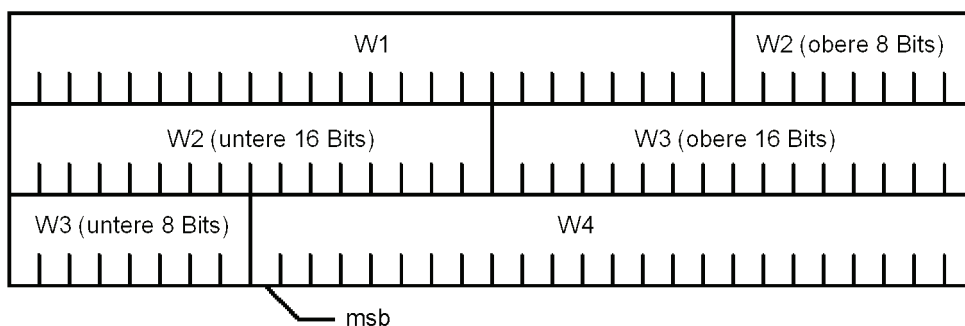 W1 W2 (obere 8 Bits)
W2 (untere 16 Bits) W3 (obere 16 Bits)
W3 (untere 8 Bits) W4
msb